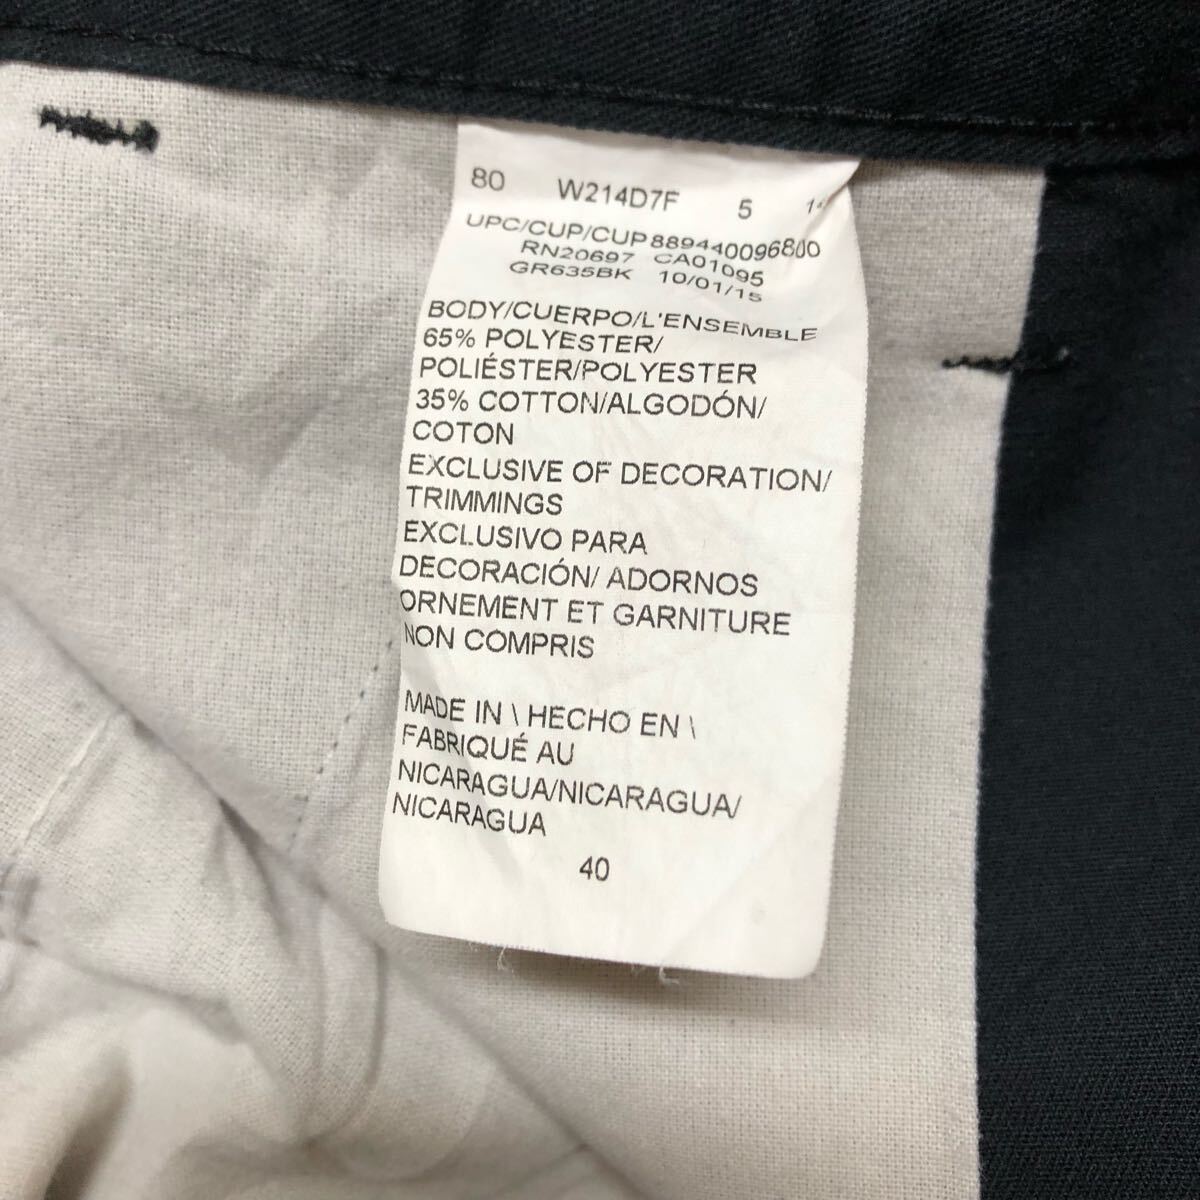 80 W214D7F 5
UPC/CUP/CUP 889440096800
RN20697 CA01095
GR635BK 10/01/15
BODY/CUERPO/L'ENSEMBLE
65% POLYESTER/
POLIÉSTER/POLYESTER
35% COTTON/ALGODÓN/
COTON
EXCLUSIVE OF DECORATION/
TRIMMINGS
EXCLUSIVO PARA
DECORACIÓN/ ADORNOS
ORNEMENT ET GARNITURE
NON COMPRIS
MADE IN \ HECHO EN \
FABRIQUÉ AU
NICARAGUA/NICARAGUA/
NICARAGUA
40